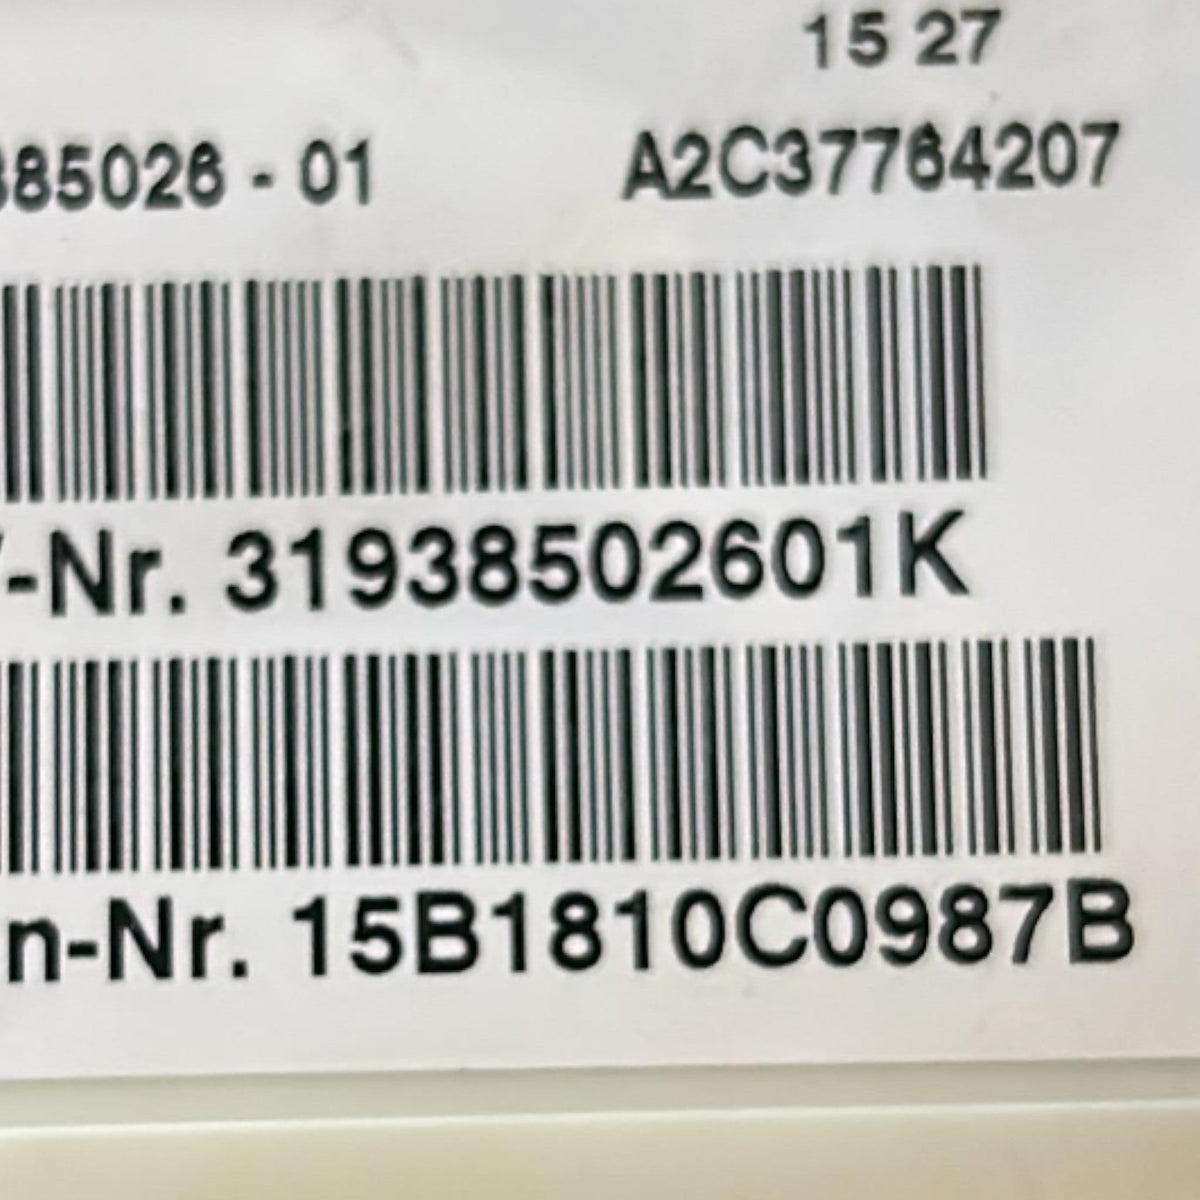 15 27
385026 - 01 A2C37764207
-Nr. 31938502601K
n-Nr. 15B1810C0987B